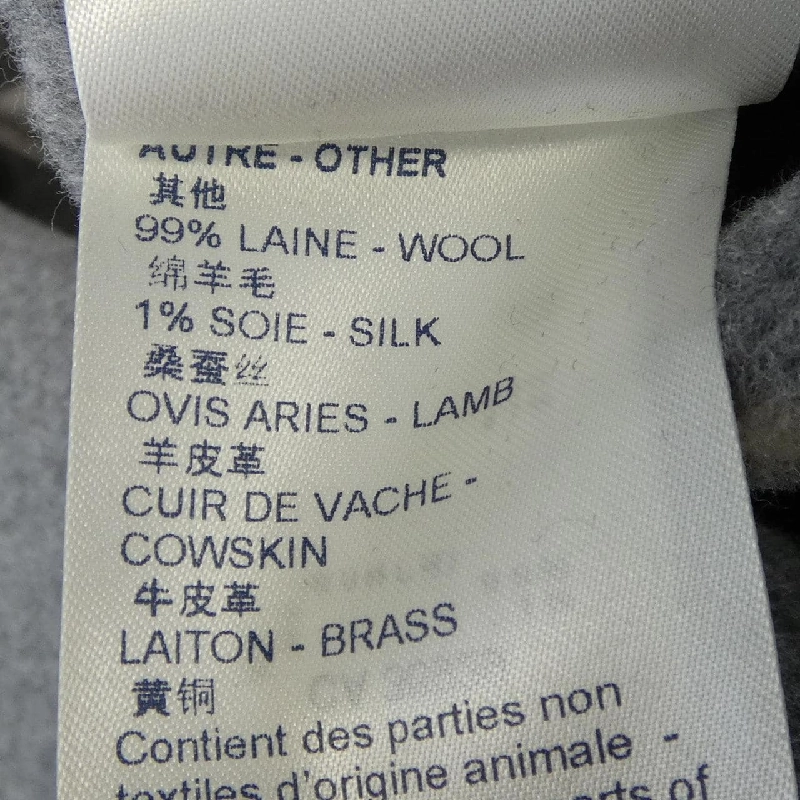 AUTRE - OTHER
其他
99% LAINE - WOOL
绵羊毛
1% SOIE - SILK
桑蚕丝
OVIS ARIES - LAMB
羊皮革
CUIR DE VACHE -
COWSKIN
牛皮革
LAITON - BRASS
黄铜
Contient des parties non
textiles d'origine animale -
parts of